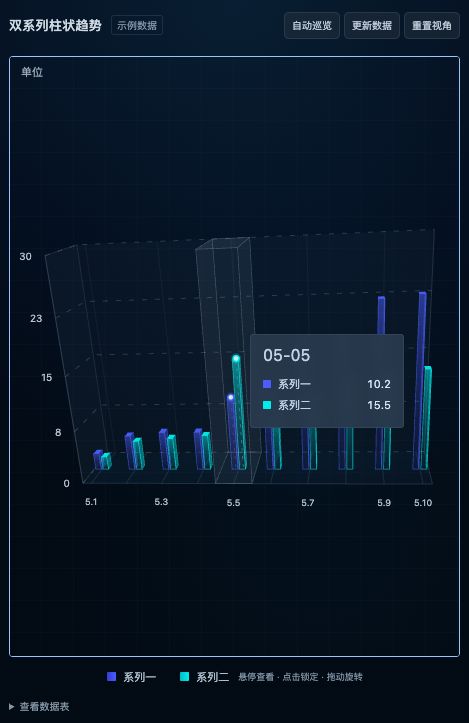 双系列柱状趋势 示例数据 自动巡览 更新数据 重置视角
单位
30
23
15
8
0
05-05
系列一 10.2
系列二 15.5
5.1 5.3 5.5 5.7 5.9 5.10
系列一 系列二 悬停查看 · 点击锁定 · 拖动旋转
查看数据表